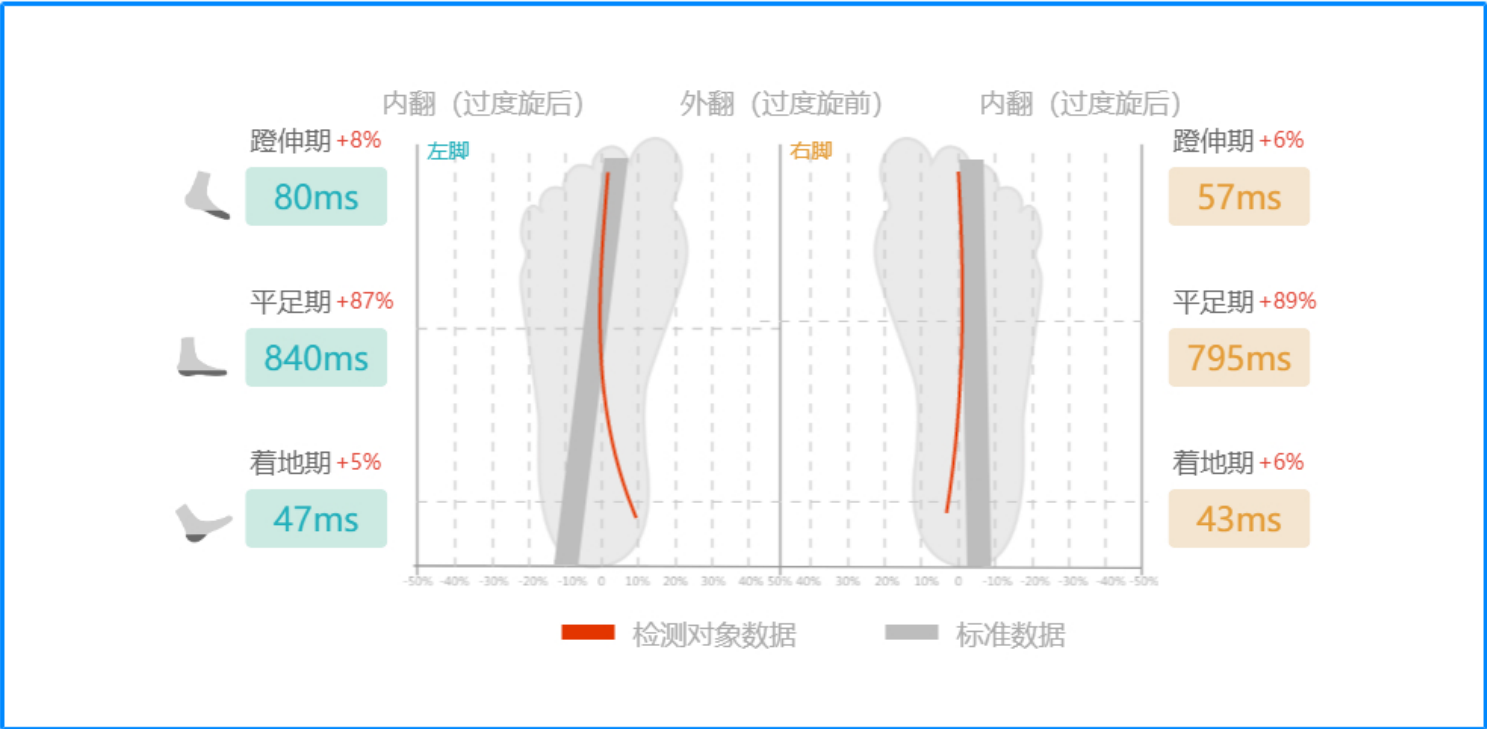 内翻（过度旋后） 外翻（过度旋前） 内翻（过度旋后）
蹬伸期 +8%
80ms
平足期 +87%
840ms
着地期 +5%
47ms
左脚
右脚
蹬伸期 +6%
57ms
平足期 +89%
795ms
着地期 +6%
43ms
-50% -40% -30% -20% -10% 0 10% 20% 30% 40% 50% 40% 30% 20% 10% 0 -10% -20% -30% -40% -50%
检测对象数据 标准数据